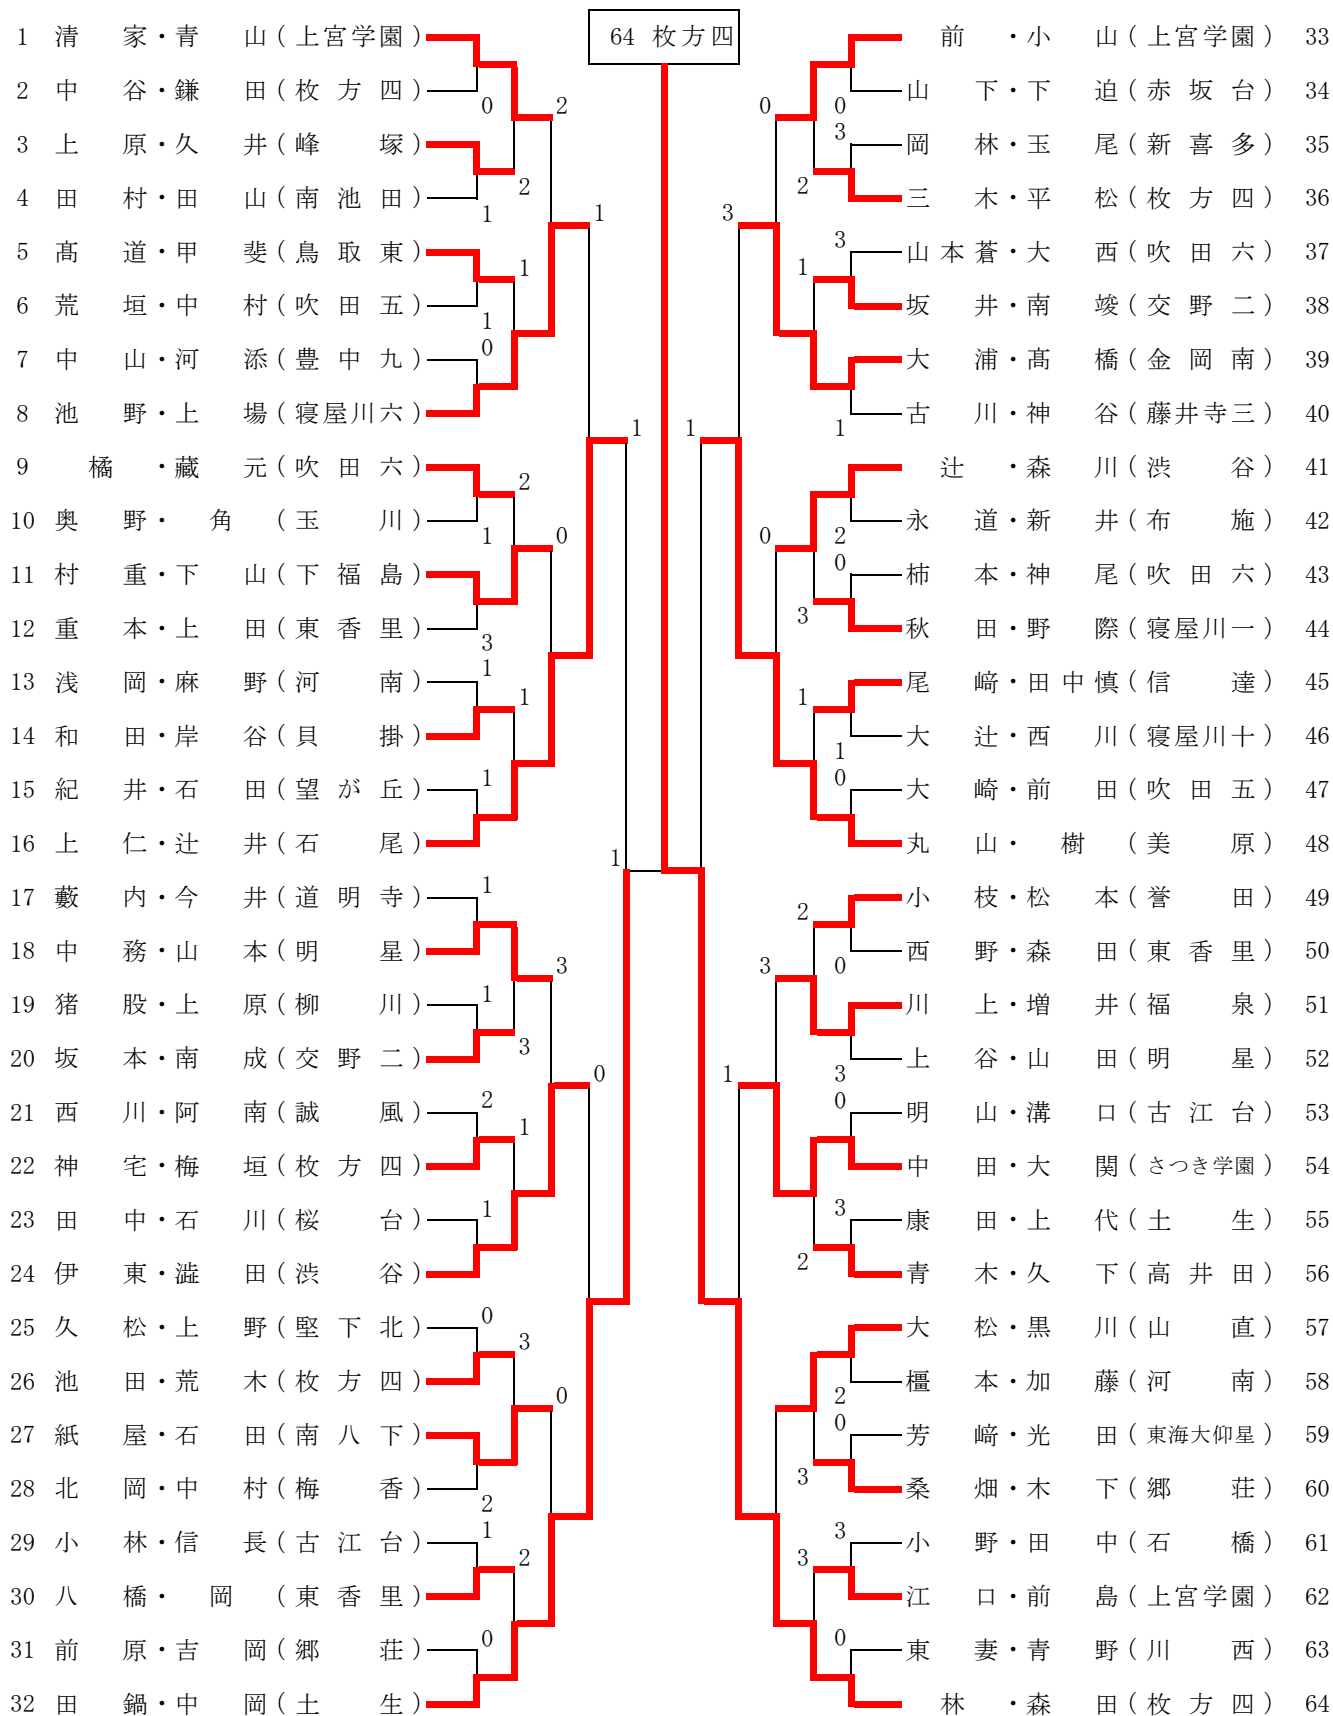 64 枚方四
1 清家・青山(上宮学園)
2 中谷・鎌田(枚方四)
0
2
3 上原・久井(峰塚)
2
4 田村・田山(南池田)
1
1
5 髙道・甲斐(鳥取東)
1
6 荒垣・中村(吹田五)
1
0
7 中山・河添(豊中九)
8 池野・上場(寝屋川六)
1
9 橘・藏元(吹田六)
2
10 奥野・角(玉川)
1
0
11 村重・下山(下福島)
12 重本・上田(東香里)
3
1
13 浅岡・麻野(河南)
1
14 和田・岸谷(貝掛)
15 紀井・石田(望が丘)
1
16 上仁・辻井(石尾)
1
17 藪内・今井(道明寺)
1
18 中務・山本(明星)
3
19 猪股・上原(柳川)
1
3
20 坂本・南成(交野二)
0
21 西川・阿南(誠風)
2
1
22 神宅・梅垣(枚方四)
23 田中・石川(桜台)
1
24 伊東・澁田(渋谷)
25 久松・上野(堅下北)
0
3
26 池田・荒木(枚方四)
0
27 紙屋・石田(南八下)
28 北岡・中村(梅香)
2
29 小林・信長(古江台)
1
2
30 八橋・岡(東香里)
31 前原・吉岡(郷荘)
0
32 田鍋・中岡(土生)
前・小山(上宮学園) 33
山下・下迫(赤坂台) 34
0
0
3
岡林・玉尾(新喜多) 35
2
三木・平松(枚方四) 36
3
3
山本蒼・大西(吹田六) 37
1
坂井・南竣(交野二) 38
大浦・髙橋(金岡南) 39
古川・神谷(藤井寺三) 40
1
1
辻・森川(渋谷) 41
永道・新井(布施) 42
0
2
0
柿本・神尾(吹田六) 43
3
秋田・野際(寝屋川一) 44
尾﨑・田中慎(信達) 45
1
大辻・西川(寝屋川十) 46
1
0
大崎・前田(吹田五) 47
丸山・樹(美原) 48
小枝・松本(誉田) 49
2
西野・森田(東香里) 50
3
0
川上・増井(福泉) 51
上谷・山田(明星) 52
1
3
0
明山・溝口(古江台) 53
中田・大関(さつき学園) 54
3
康田・上代(土生) 55
2
青木・久下(高井田) 56
大松・黒川(山直) 57
橿本・加藤(河南) 58
2
0
芳﨑・光田(東海大仰星) 59
3
桑畑・木下(郷荘) 60
3
小野・田中(石橋) 61
3
江口・前島(上宮学園) 62
0
東妻・青野(川西) 63
林・森田(枚方四) 64